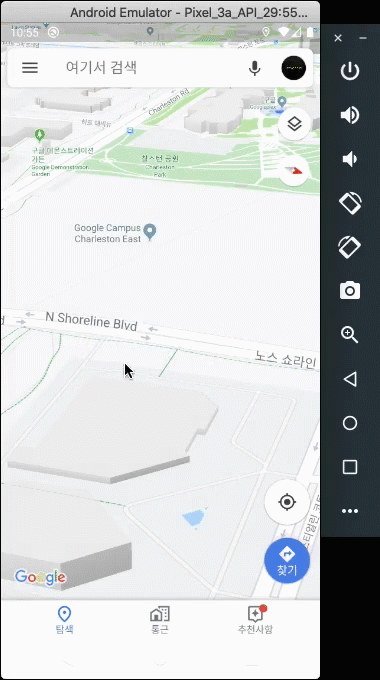 Android Emulator - Pixel_3a_API_29:55...
10:55
여기서 검색
Charleston Rd
구글 데몬스트레이션
가든
Google Demonstration
Garden
찰스턴 공원
Charleston
Park
Google Campus
Charleston East
N Shoreline Blvd
노스 쇼라인
Google
찾기
탐색
통근
추천사항